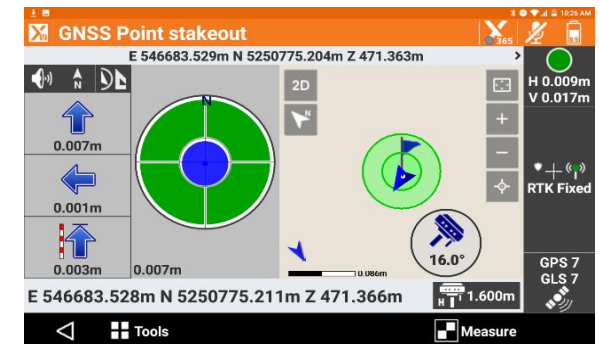 10:26 AM
GNSS Point stakeout
365
E 546683.529m N 5250775.204m Z 471.363m >
H 0.009m
V 0.017m
N
N
2D
N
+
0.007m
−
0.001m
RTK Fixed
0.003m
0.007m
0.086m
16.0°
GPS 7
GLS 7
E 546683.528m N 5250775.211m Z 471.366m
H
1.600m
Tools
Measure